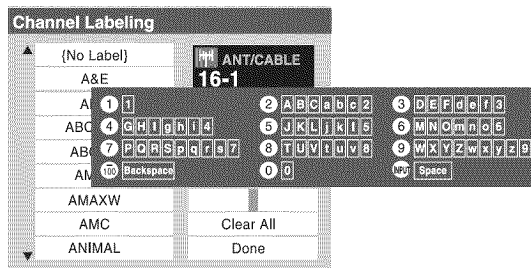 Channel Labeling
{No Label}
ANT/CABLE
A&E
16-1
1 1
2 A B C a b c 2
3 D E F d e f 3
ABC
4 G H I g h i 4
5 J K L j k l 5
6 M N O m n o 6
7 P Q R S p q r s 7
8 T U V t u v 8
9 W X Y Z w x y z 9
100 Backspace
0 0
INPUT Space
AMAXW
AMC
Clear All
ANIMAL
Done